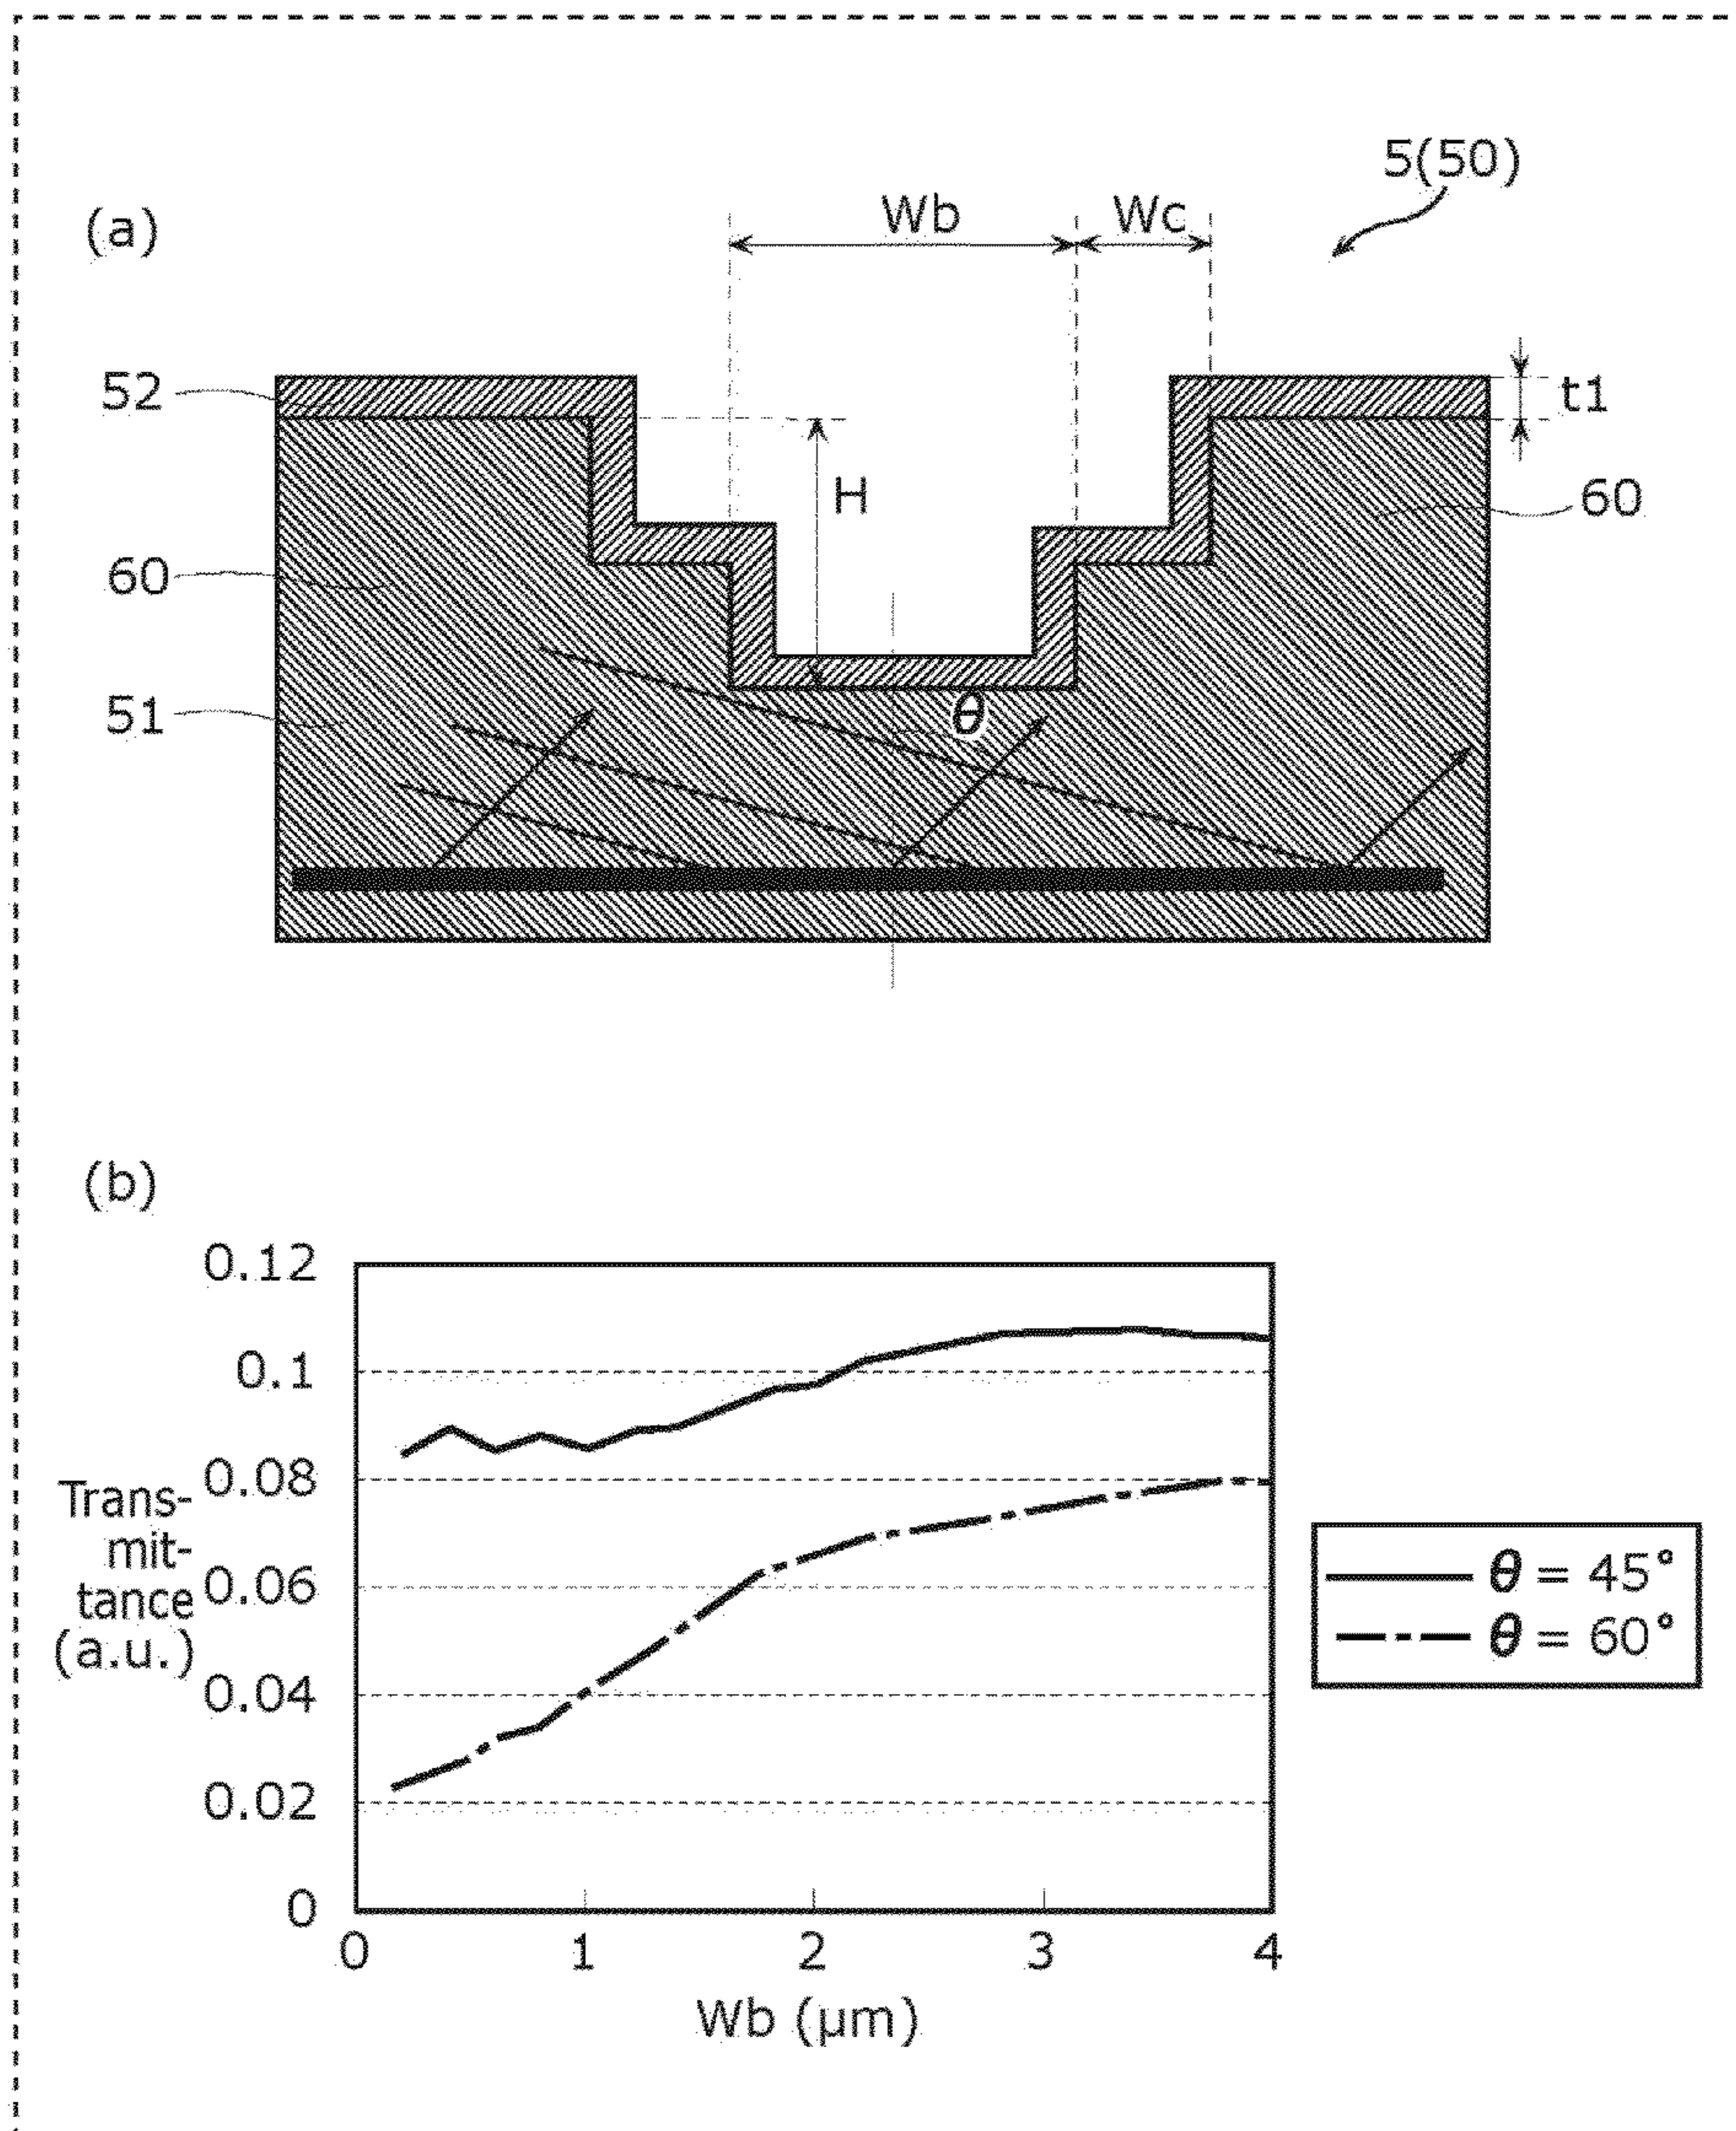 5(50)
(a)
Wb
Wc
52
t1
H
60
60
51
θ
(b)
0.12
0.1
0.08
0.06
0.04
0.02
0
Trans-
mit-
tance
(a.u.)
0
1
2
3
4
Wb (μm)
θ = 45°
θ = 60°